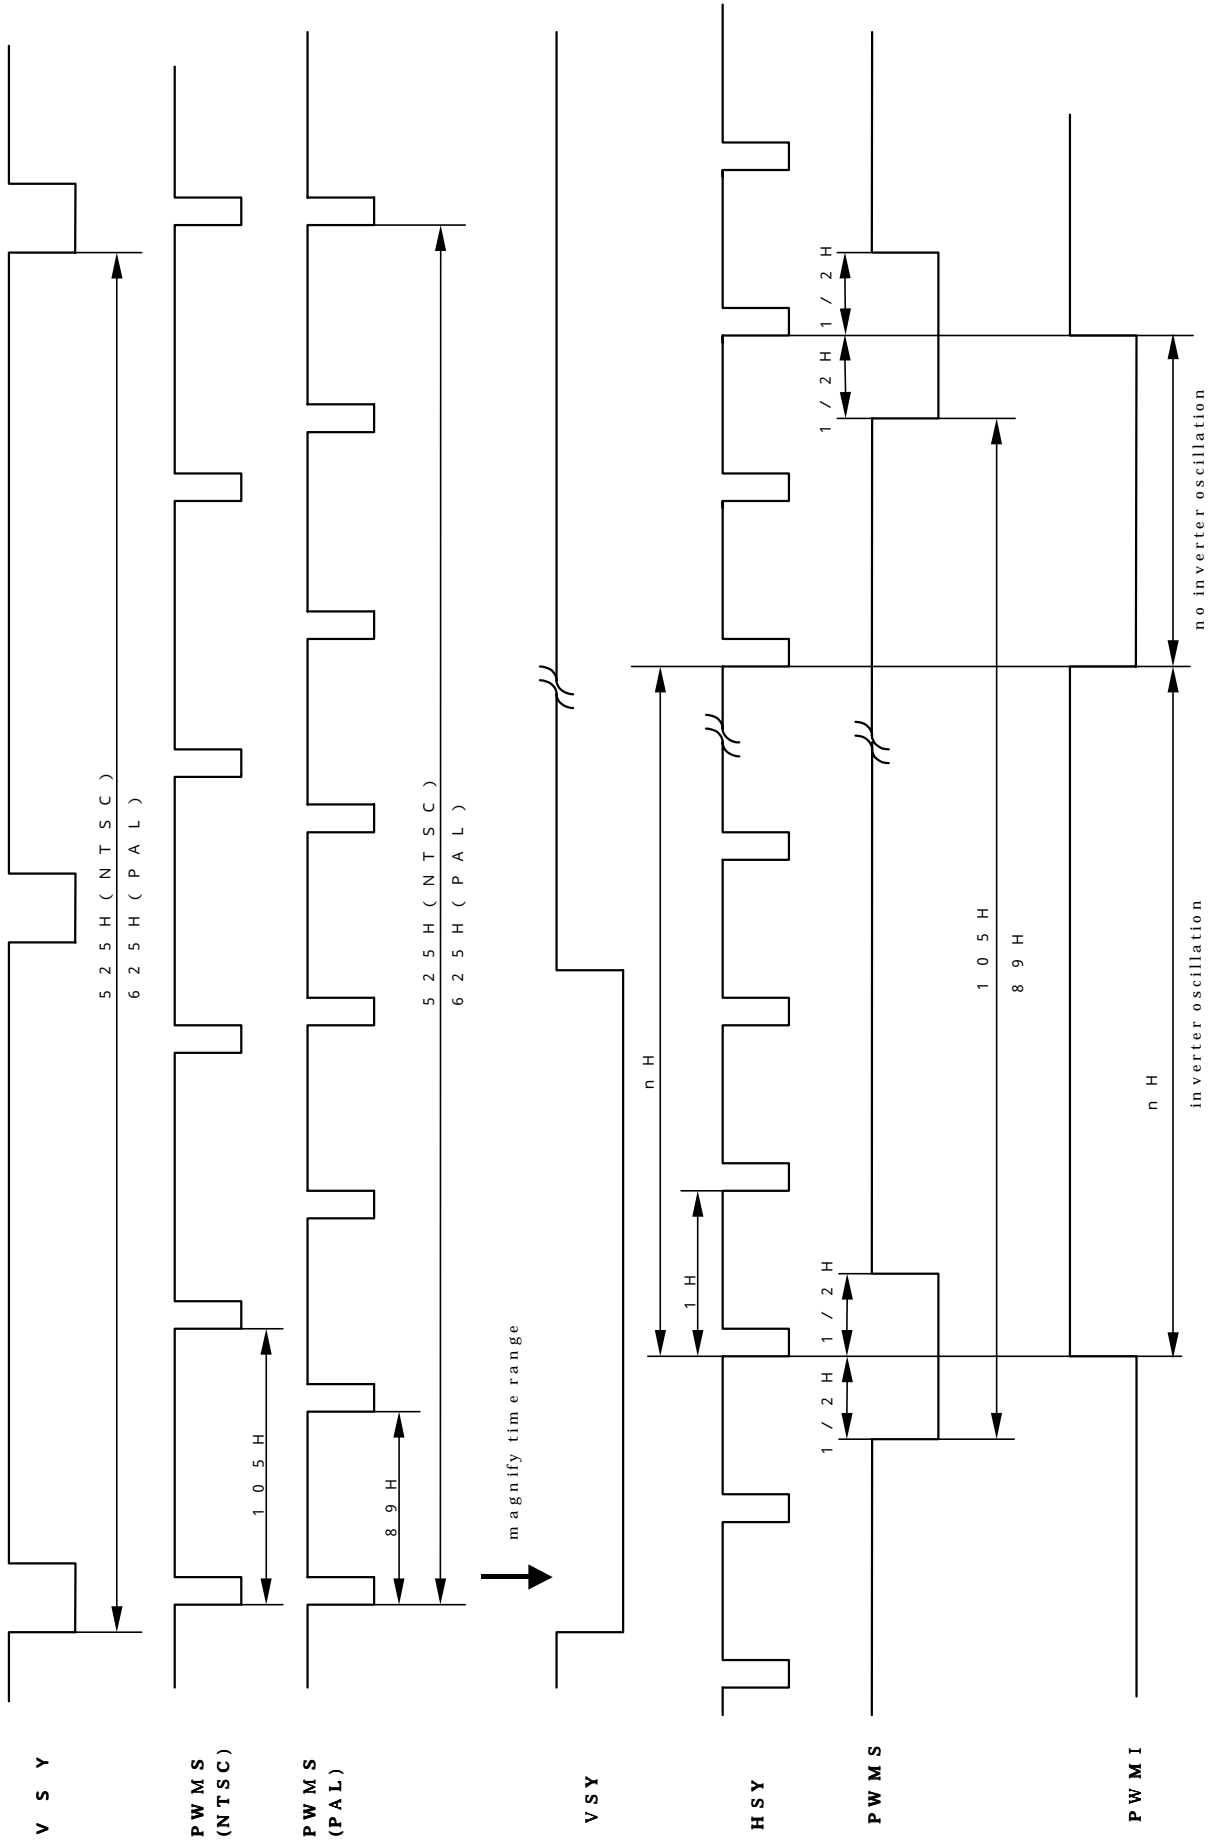 V S Y
525H(NTSC)
625H(PAL)
PWMS
(NTSC)
105H
PWMS
(PAL)
89H
525H(NTSC)
625H(PAL)
magnify time range
VSY
nH
1H
HSY
1/2H
1/2H
1/2H
1/2H
PWMS
105H
89H
PWMI
nH
inverter oscillation
no inverter oscillation